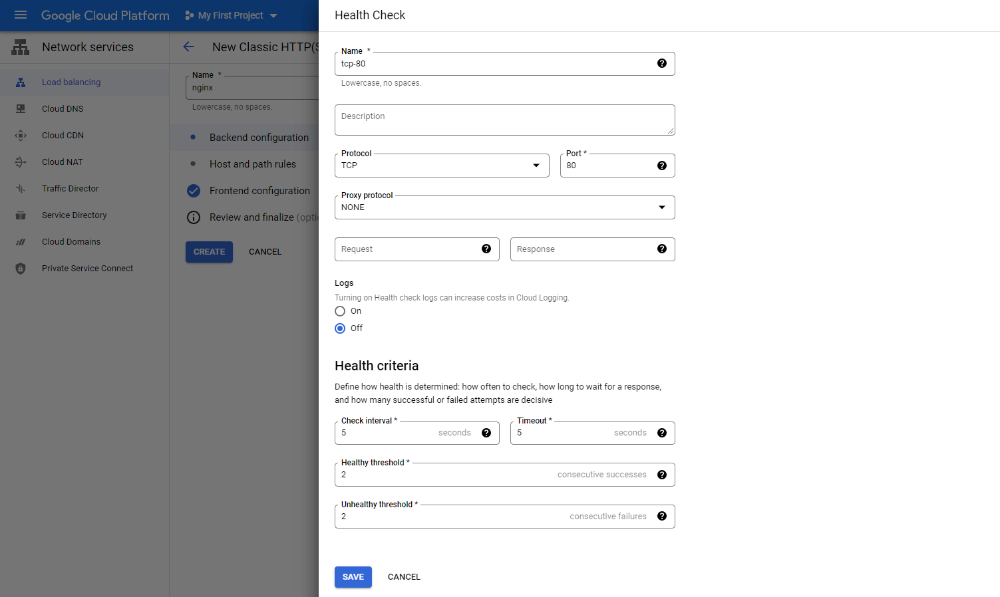 Google Cloud Platform
My First Project
Network services
Load balancing
Cloud DNS
Cloud CDN
Cloud NAT
Traffic Director
Service Directory
Cloud Domains
Private Service Connect
New Classic HTTP(S
Name *
nginx
Lowercase, no spaces.
Backend configuration
Host and path rules
Frontend configuration
Review and finalize (optio
CREATE
CANCEL
Health Check
Name *
tcp-80
Lowercase, no spaces.
Description
Protocol
TCP
Port *
80
Proxy protocol
NONE
Request
Response
Logs
Turning on Health check logs can increase costs in Cloud Logging.
On
Off
Health criteria
Define how health is determined: how often to check, how long to wait for a response,
and how many successful or failed attempts are decisive
Check interval *
5 seconds
Timeout *
5 seconds
Healthy threshold *
2 consecutive successes
Unhealthy threshold *
2 consecutive failures
SAVE
CANCEL